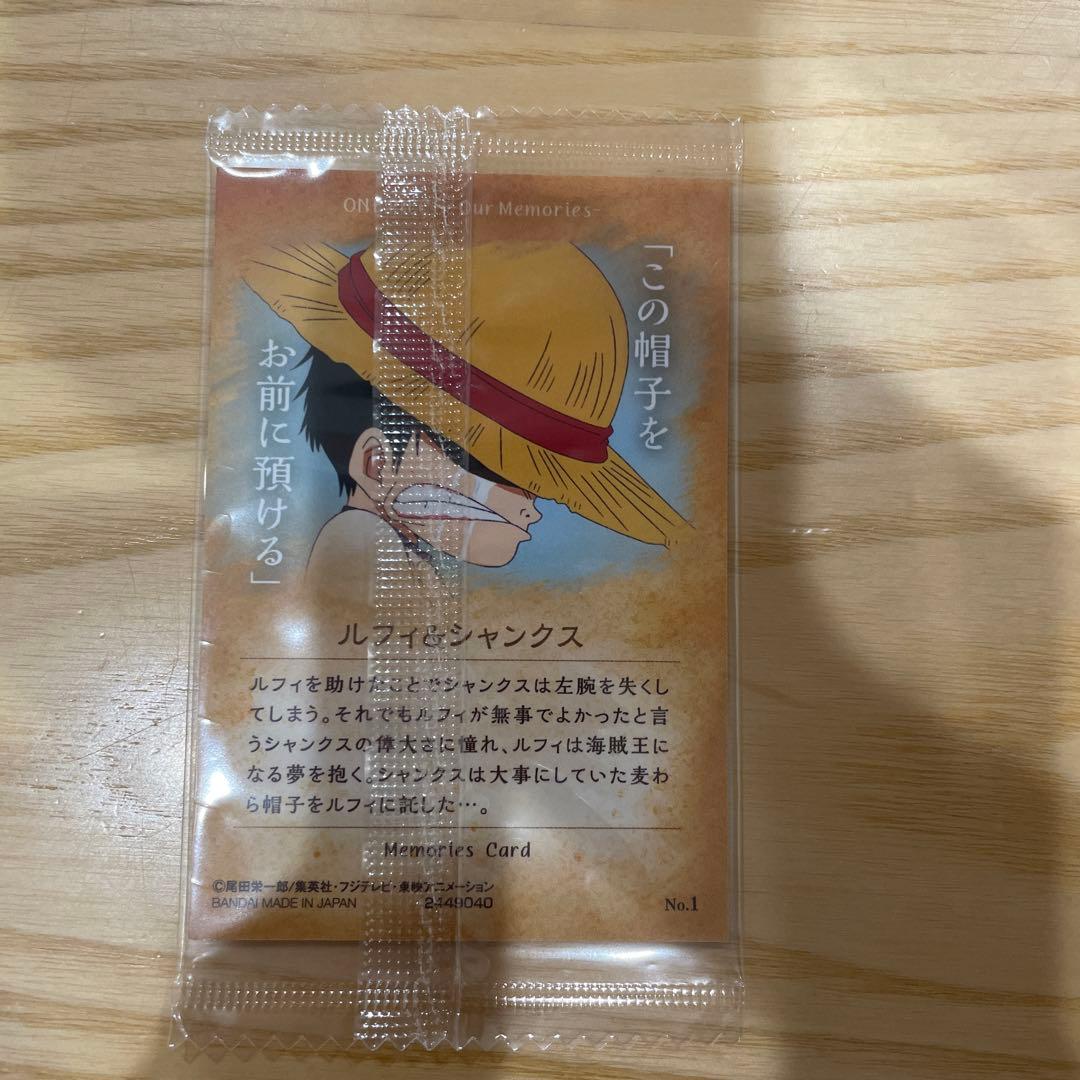 ON Our Memories-
「この帽子を
お前に預ける」
ルフィ&シャンクス
ルフィを助けたことでシャンクスは左腕を失くし
てしまう。それでもルフィが無事でよかったと言
うシャンクスの偉大さに憧れ、ルフィは海賊王に
なる夢を抱く。シャンクスは大事にしていた麦わ
ら帽子をルフィに託した…。
Memories Card
©尾田栄一郎/集英社・フジテレビ・東映アニメーション
BANDAI MADE IN JAPAN 2449040
No.1